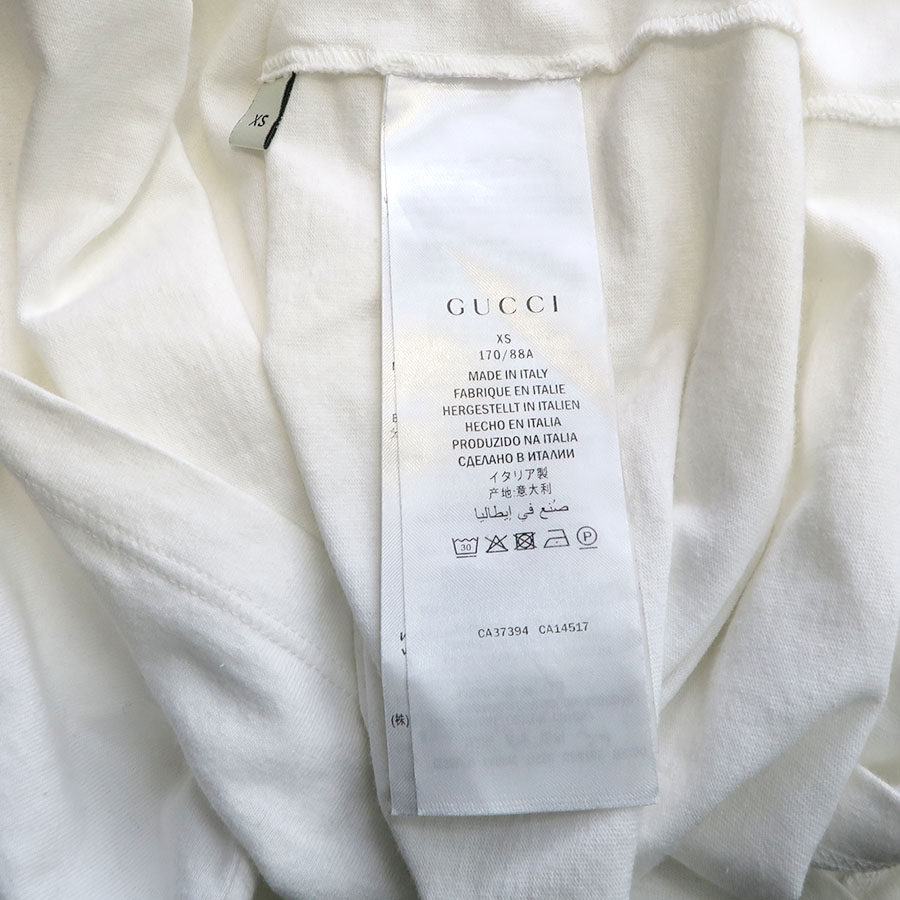 XS
GUCCI
XS
170/88A
MADE IN ITALY
FABRIQUE EN ITALIE
HERGESTELLT IN ITALIEN
HECHO EN ITALIA
PRODUZIDO NA ITALIA
СДЕЛАНО В ИТАЛИИ
イタリア製
产地:意大利
صنع في إيطاليا
30
P
CA37394 CA14517
(株)